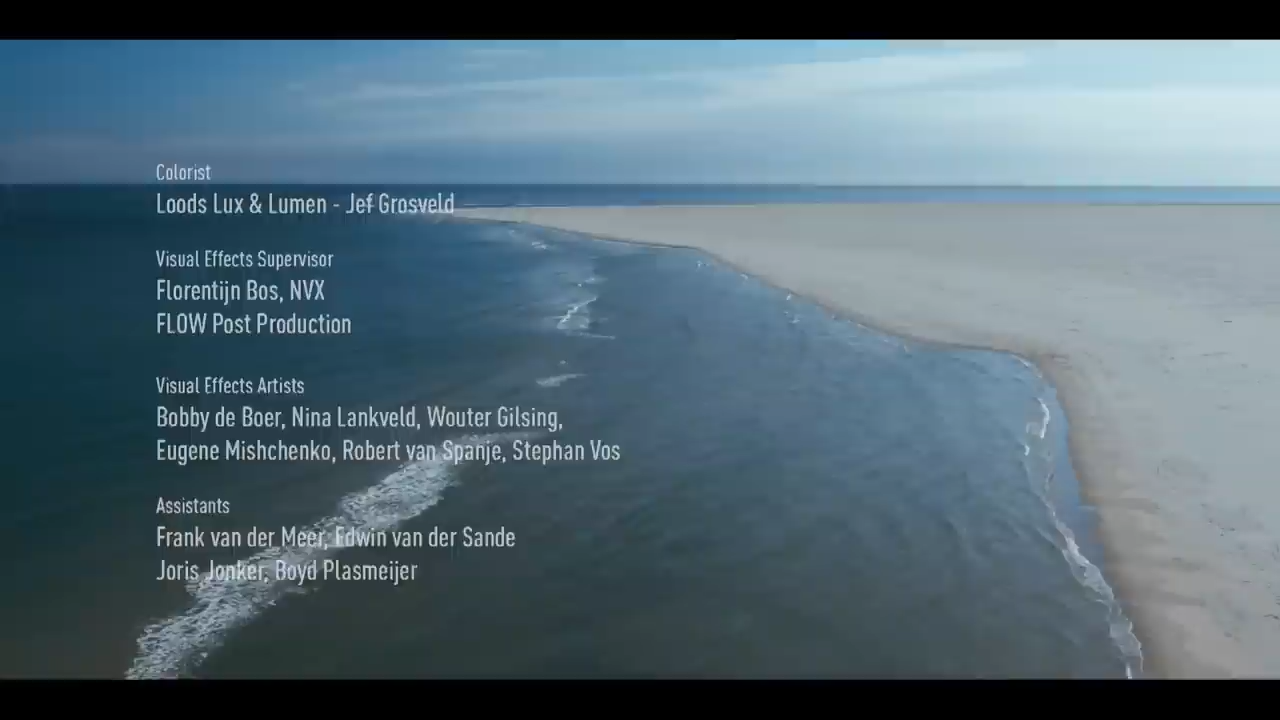 Colorist
Loods Lux & Lumen - Jef Grosveld
Visual Effects Supervisor
Florentijn Bos, NVX
FLOW Post Production
Visual Effects Artists
Bobby de Boer, Nina Lankveld, Wouter Gilsing,
Eugene Mishchenko, Robert van Spanje, Stephan Vos
Assistants
Frank van der Meer, Edwin van der Sande
Joris Jonker, Boyd Plasmeijer